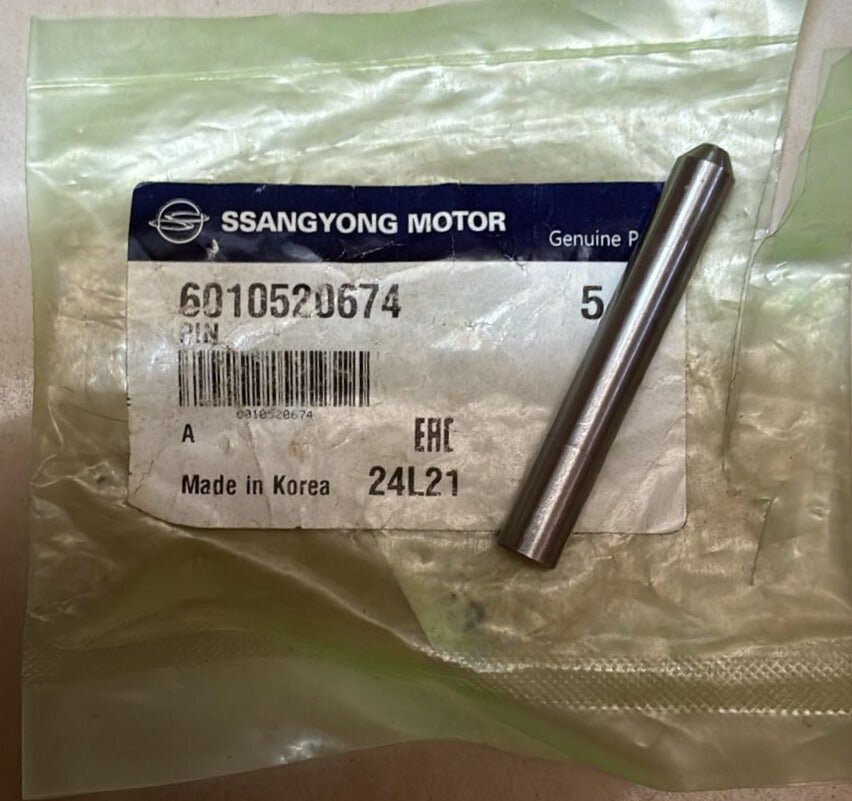 SSANGYONG MOTOR
Genuine P
6010520674 5
PIN
6010520674
A EAC
Made in Korea 24L21